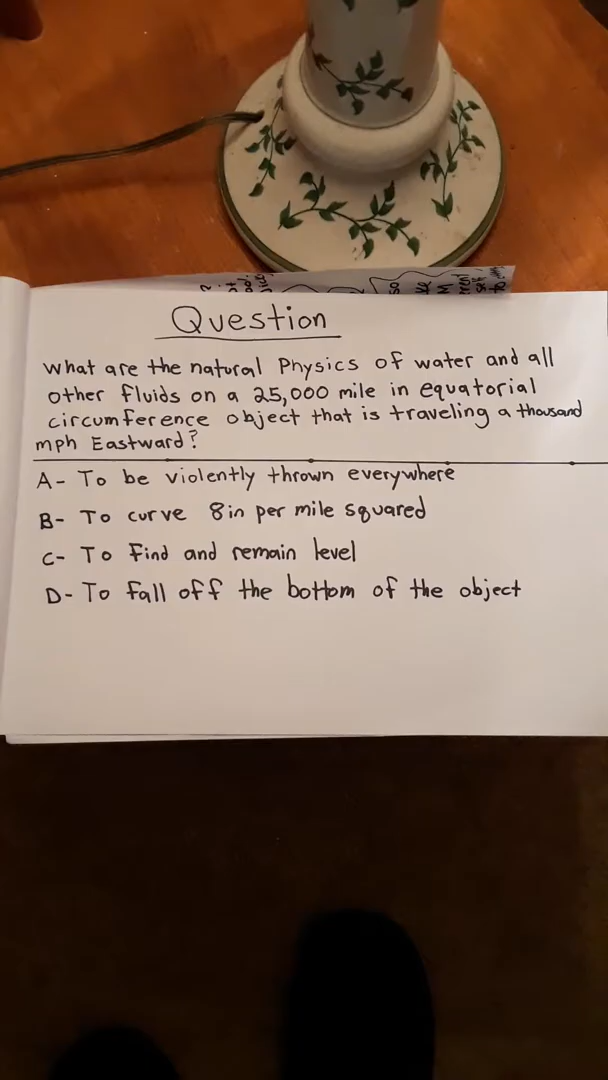 Question
What are the natural Physics of water and all
other fluids on a 25,000 mile in equatorial
circumference object that is traveling a thousand
mph Eastward?
A- To be violently thrown everywhere
B- To curve 8in per mile squared
C- To Find and remain level
D- To fall off the bottom of the object